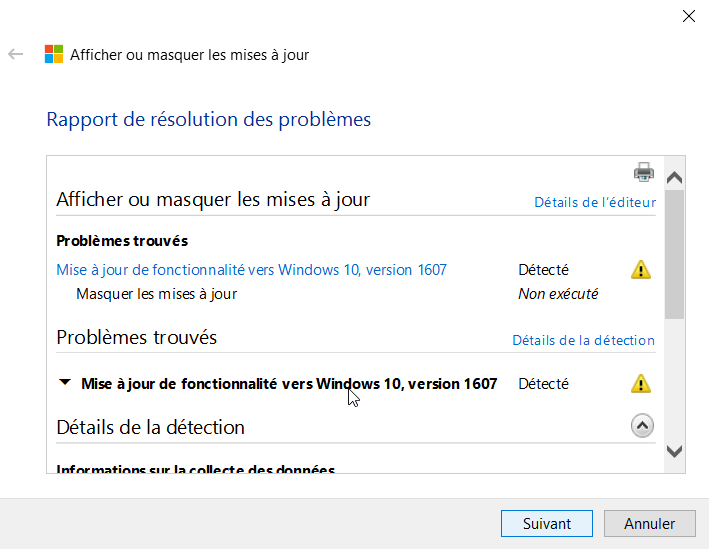 Afficher ou masquer les mises à jour
Rapport de résolution des problèmes
Afficher ou masquer les mises à jour
Détails de l'éditeur
Problèmes trouvés
Mise à jour de fonctionnalité vers Windows 10, version 1607 Détecté
Masquer les mises à jour Non exécuté
Problèmes trouvés
Détails de la détection
Mise à jour de fonctionnalité vers Windows 10, version 1607 Détecté
Détails de la détection
Informations sur la collecte des données
Suivant
Annuler